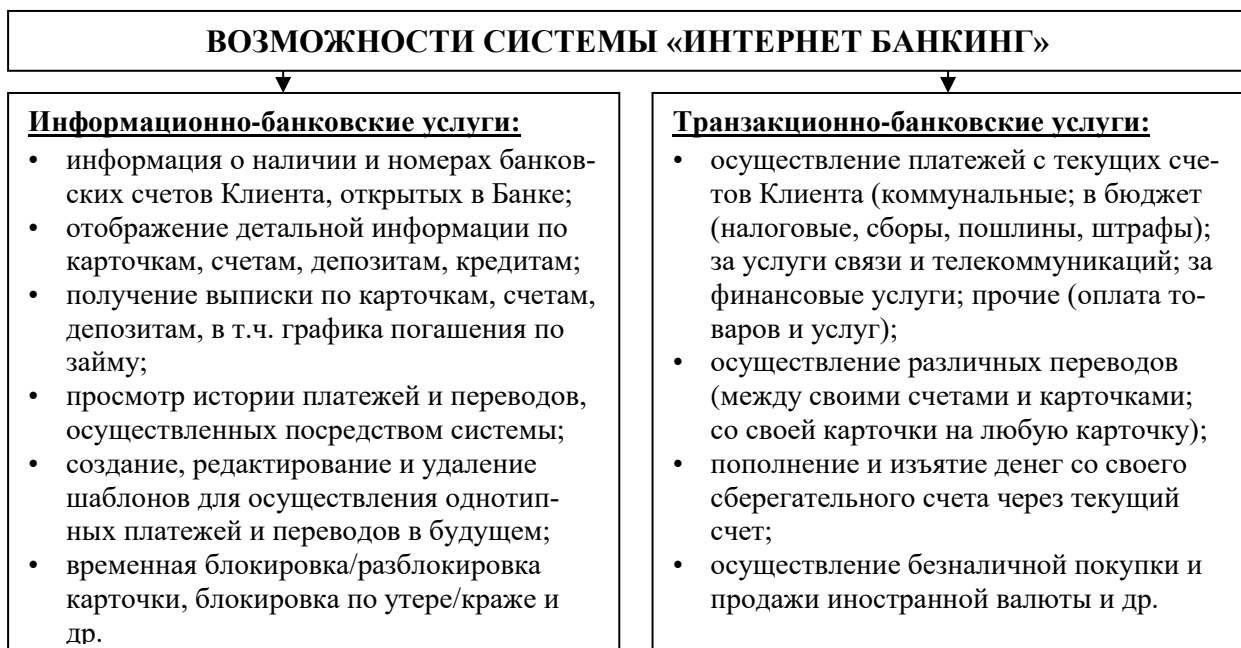 ВОЗМОЖНОСТИ СИСТЕМЫ «ИНТЕРНЕТ БАНКИНГ»
Информационно-банковские услуги:
• информация о наличии и номерах банков-
ских счетов Клиента, открытых в Банке;
• отображение детальной информации по
карточкам, счетам, депозитам, кредитам;
• получение выписки по карточкам, счетам,
депозитам, в т.ч. графика погашения по
займу;
• просмотр истории платежей и переводов,
осуществленных посредством системы;
• создание, редактирование и удаление
шаблонов для осуществления однотип-
ных платежей и переводов в будущем;
• временная блокировка/разблокировка
карточки, блокировка по утере/краже и
др.
Транзакционно-банковские услуги:
• осуществление платежей с текущих сче-
тов Клиента (коммунальные; в бюджет
(налоговые, сборы, пошлины, штрафы);
за услуги связи и телекоммуникаций; за
финансовые услуги; прочие (оплата то-
варов и услуг);
• осуществление различных переводов
(между своими счетами и карточками;
со своей карточки на любую карточку);
• пополнение и изъятие денег со своего
сберегательного счета через текущий
счет;
• осуществление безналичной покупки и
продажи иностранной валюты и др.